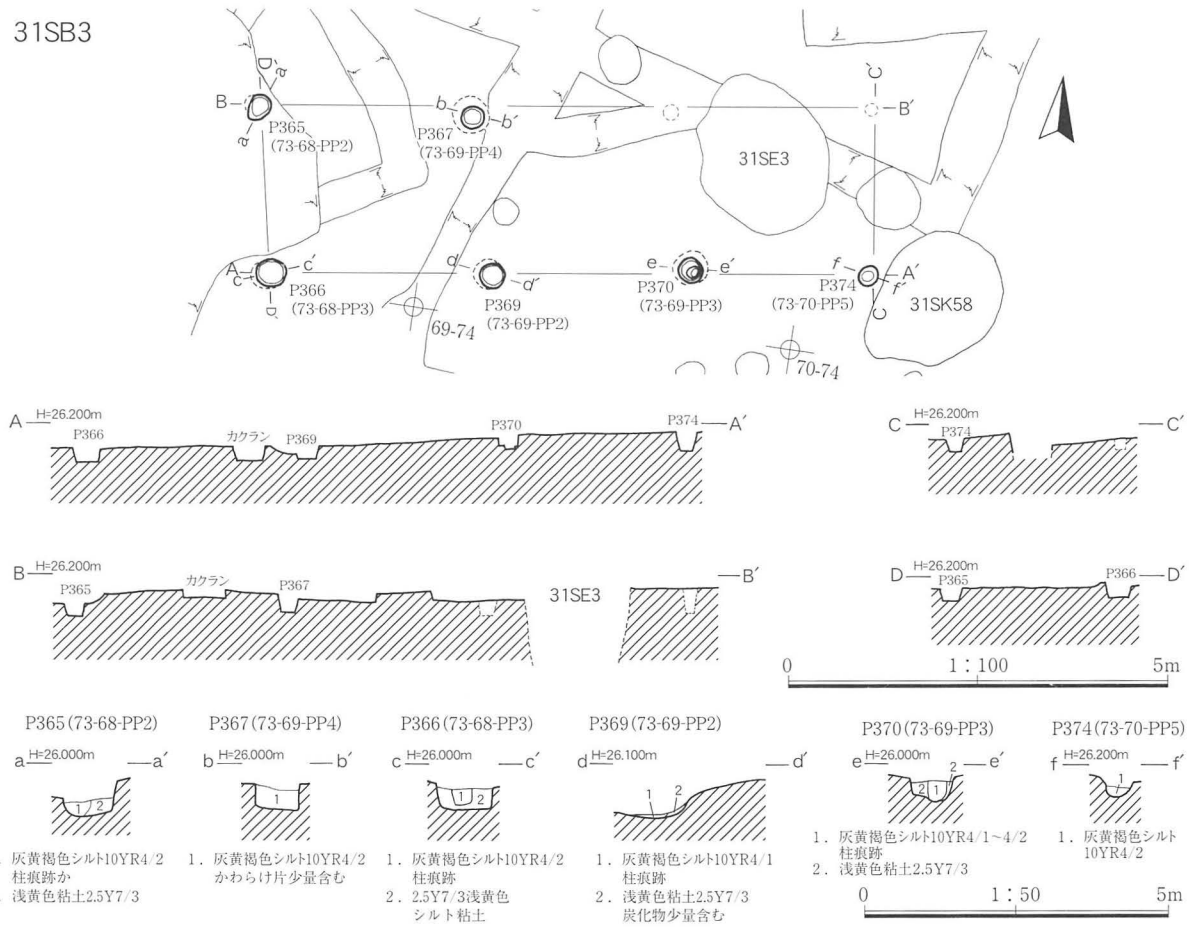 31SB3
D
a′
B
a
P365
(73-68-PP2)
b
b′
P367
(73-69-PP4)
31SE3
C′
B′
A
c
c′
P366
(73-68-PP3)
D′
d
d′
P369
(73-69-PP2)
69-74
e
e′
P370
(73-69-PP3)
f
f′
A′
P374
(73-70-PP5)
C
31SK58
70-74
A
H=26.200m
P366
カクラン
P369
P370
P374
A′
C
H=26.200m
P374
C′
B
H=26.200m
P365
カクラン
P367
31SE3
B′
D
H=26.200m
P365
P366
D′
0 1:100 5m
P365(73-68-PP2)
a H=26.000m a′
1 2
. 灰黄褐色シルト10YR4/2
柱痕跡か
. 浅黄色粘土2.5Y7/3
P367(73-69-PP4)
b H=26.000m b′
1
1. 灰黄褐色シルト10YR4/2
かわらけ片少量含む
P366(73-68-PP3)
c H=26.000m c′
1 2
1. 灰黄褐色シルト10YR4/2
柱痕跡
2. 2.5Y7/3浅黄色
シルト粘土
P369(73-69-PP2)
d H=26.100m d′
1 2
1. 灰黄褐色シルト10YR4/1
柱痕跡
2. 浅黄色粘土2.5Y7/3
炭化物少量含む
P370(73-69-PP3)
e H=26.000m e′
2 1 2
1. 灰黄褐色シルト10YR4/1~4/2
柱痕跡
2. 浅黄色粘土2.5Y7/3
P374(73-70-PP5)
f H=26.200m f′
1
1. 灰黄褐色シルト
10YR4/2
0 1:50 5m